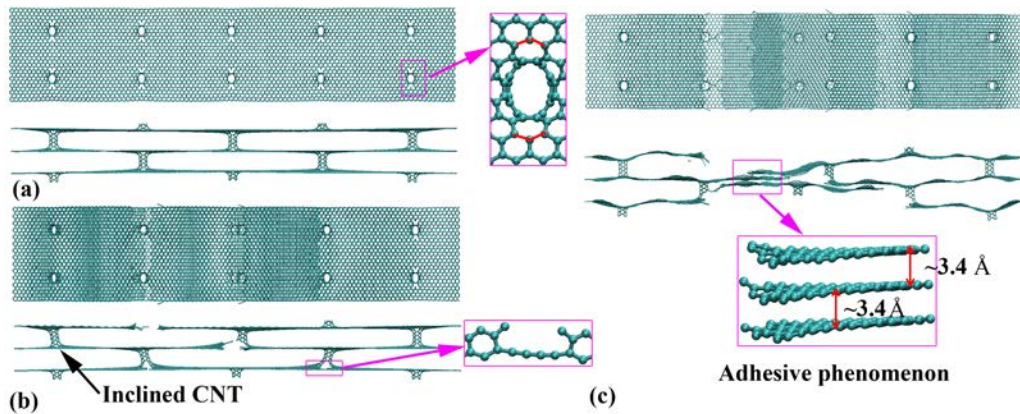 (a)
(b)
Inclined CNT
(c)
~3.4 Å
~3.4 Å
Adhesive phenomenon